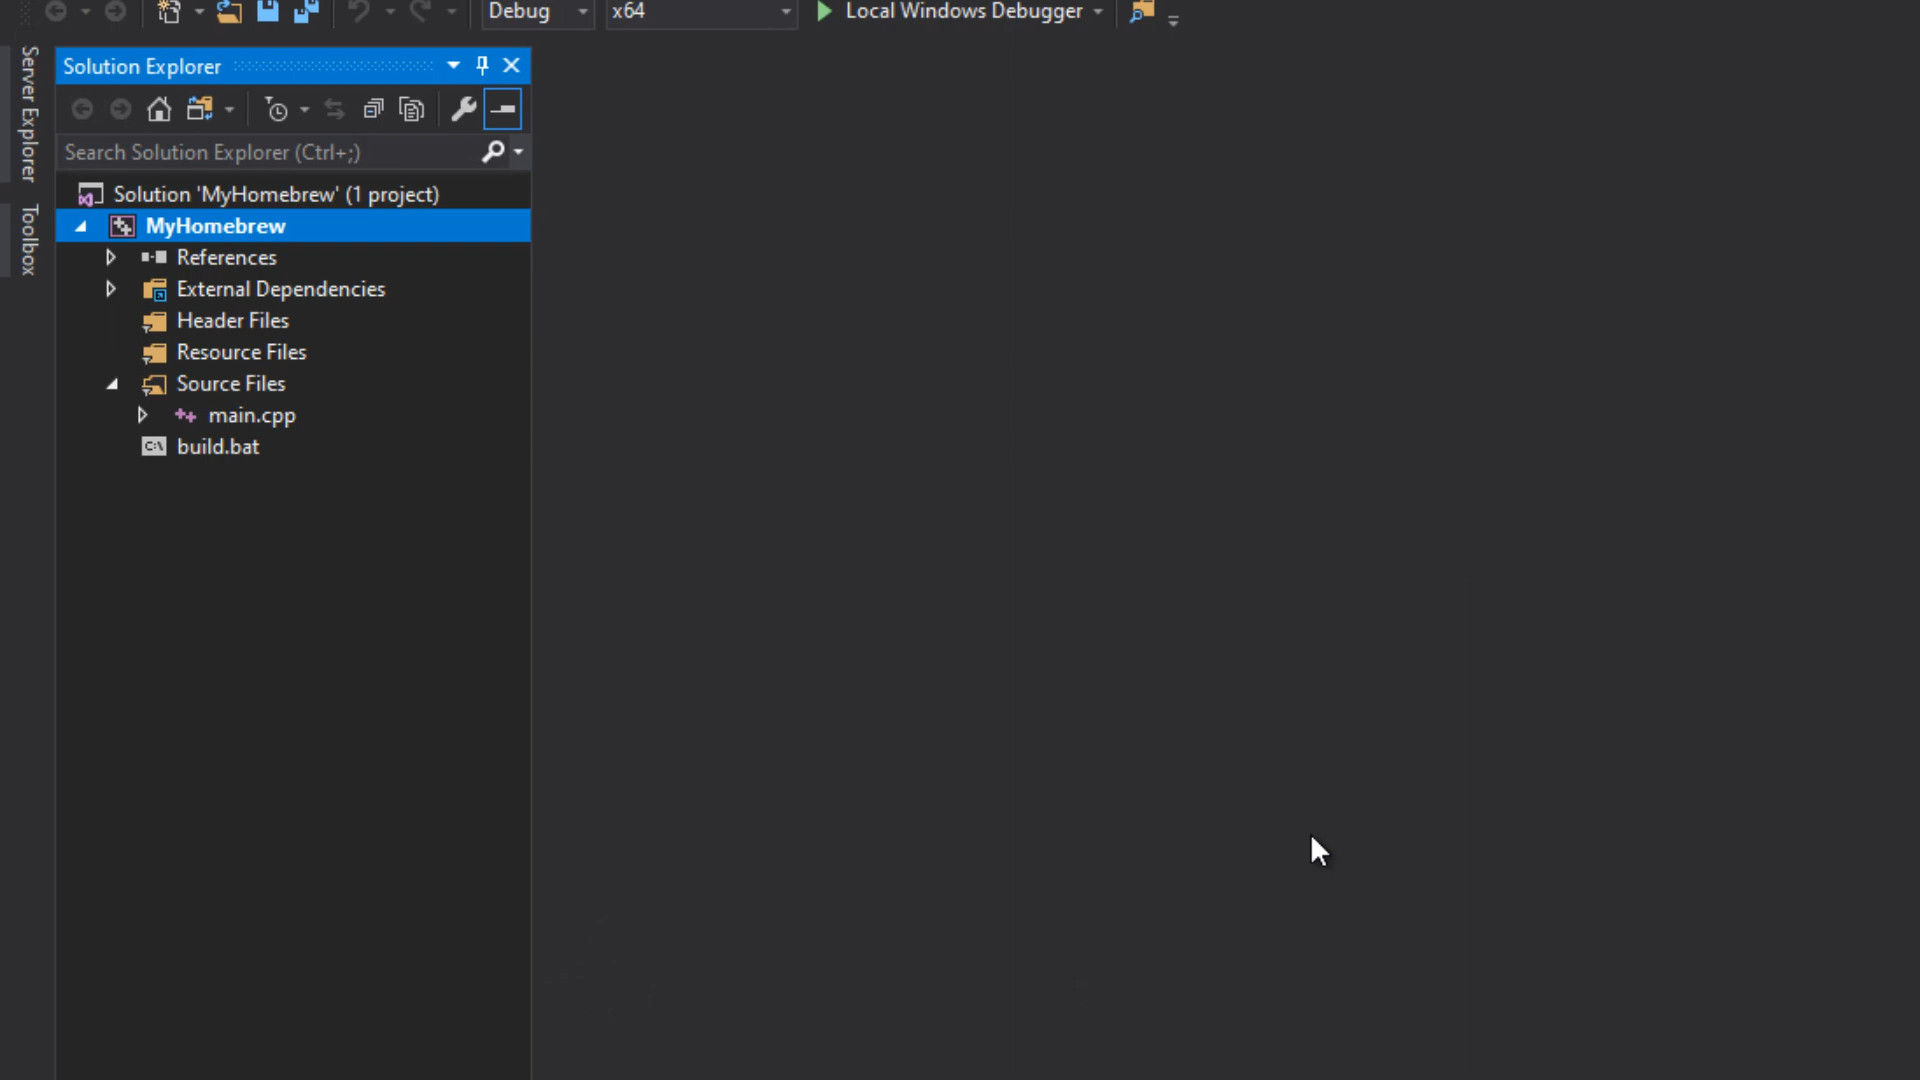 Debug
x64
Local Windows Debugger
Server Explorer
Toolbox
Solution Explorer
Search Solution Explorer (Ctrl+;)
Solution 'MyHomebrew' (1 project)
MyHomebrew
References
External Dependencies
Header Files
Resource Files
Source Files
main.cpp
build.bat